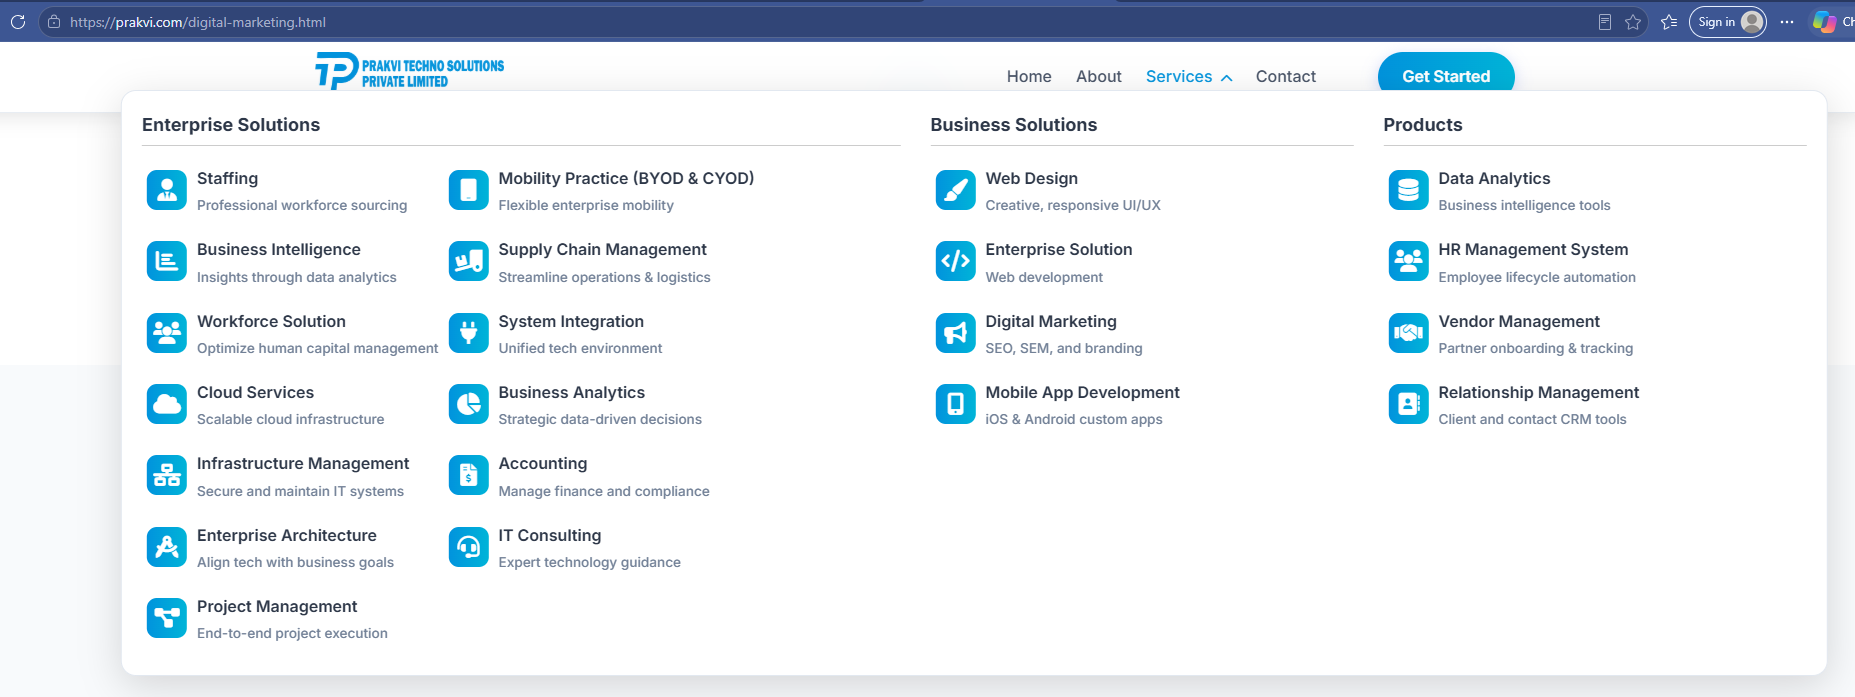 https://prakvi.com/digital-marketing.html
Sign in
PRAKVI TECHNO SOLUTIONS
PRIVATE LIMITED
Home
About
Services
Contact
Get Started
Enterprise Solutions
Staffing
Professional workforce sourcing
Business Intelligence
Insights through data analytics
Workforce Solution
Optimize human capital management
Cloud Services
Scalable cloud infrastructure
Infrastructure Management
Secure and maintain IT systems
Enterprise Architecture
Align tech with business goals
Project Management
End-to-end project execution
Mobility Practice (BYOD & CYOD)
Flexible enterprise mobility
Supply Chain Management
Streamline operations & logistics
System Integration
Unified tech environment
Business Analytics
Strategic data-driven decisions
Accounting
Manage finance and compliance
IT Consulting
Expert technology guidance
Business Solutions
Web Design
Creative, responsive UI/UX
Enterprise Solution
Web development
Digital Marketing
SEO, SEM, and branding
Mobile App Development
iOS & Android custom apps
Products
Data Analytics
Business intelligence tools
HR Management System
Employee lifecycle automation
Vendor Management
Partner onboarding & tracking
Relationship Management
Client and contact CRM tools